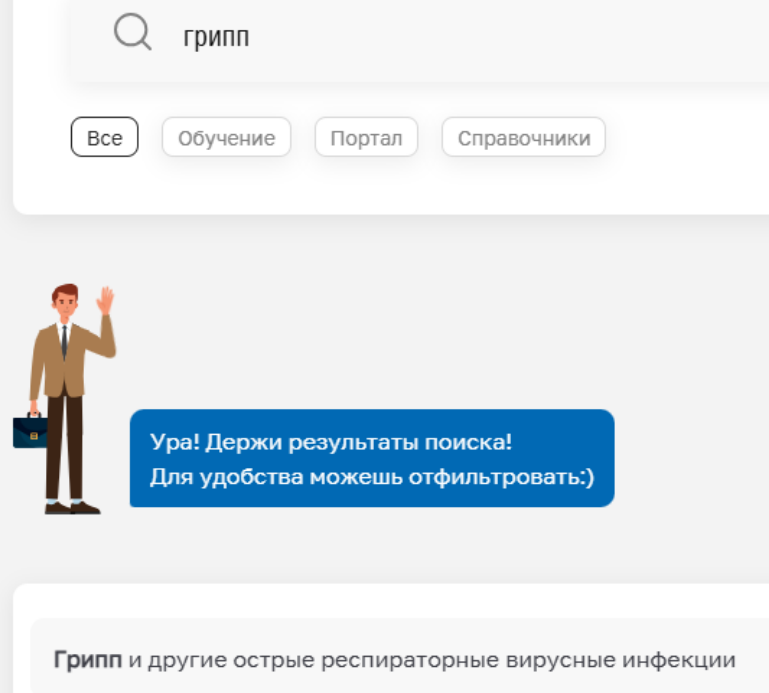 грипп
Все Обучение Портал Справочники
Ура! Держи результаты поиска!
Для удобства можешь отфильтровать:)
Грипп и другие острые респираторные вирусные инфекции